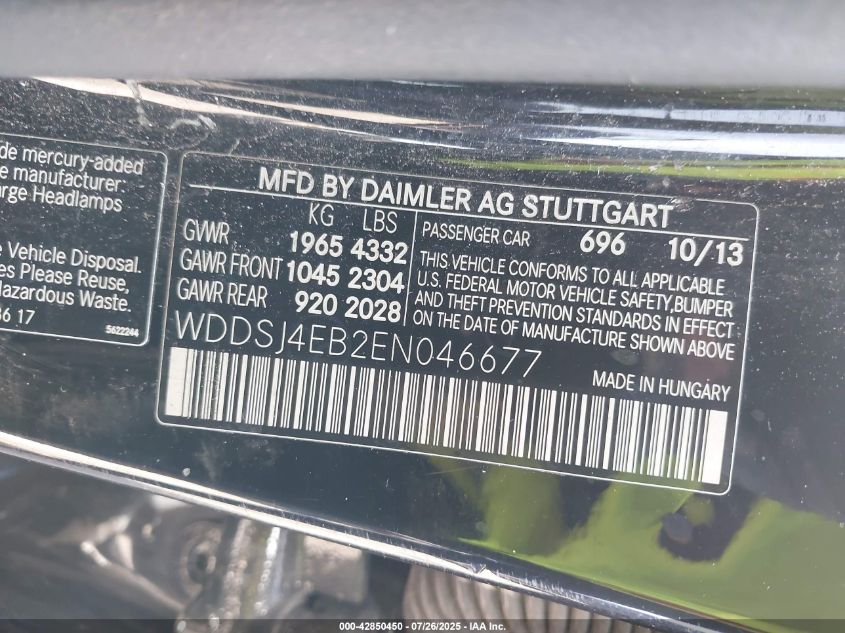 de mercury-added
e manufacturer:
rge Headlamps
e Vehicle Disposal.
es Please Reuse,
Hazardous Waste.
36 17
5622244
MFD BY DAIMLER AG STUTTGART
KG LBS
GVWR 1965 4332
GAWR FRONT 1045 2304
GAWR REAR 920 2028
PASSENGER CAR 696 10/13
THIS VEHICLE CONFORMS TO ALL APPLICABLE
U.S. FEDERAL MOTOR VEHICLE SAFETY, BUMPER
AND THEFT PREVENTION STANDARDS IN EFFECT
ON THE DATE OF MANUFACTURE SHOWN ABOVE
WDDSJ4EB2EN046677
MADE IN HUNGARY
000-42850450 - 07/26/2025 - IAA Inc.